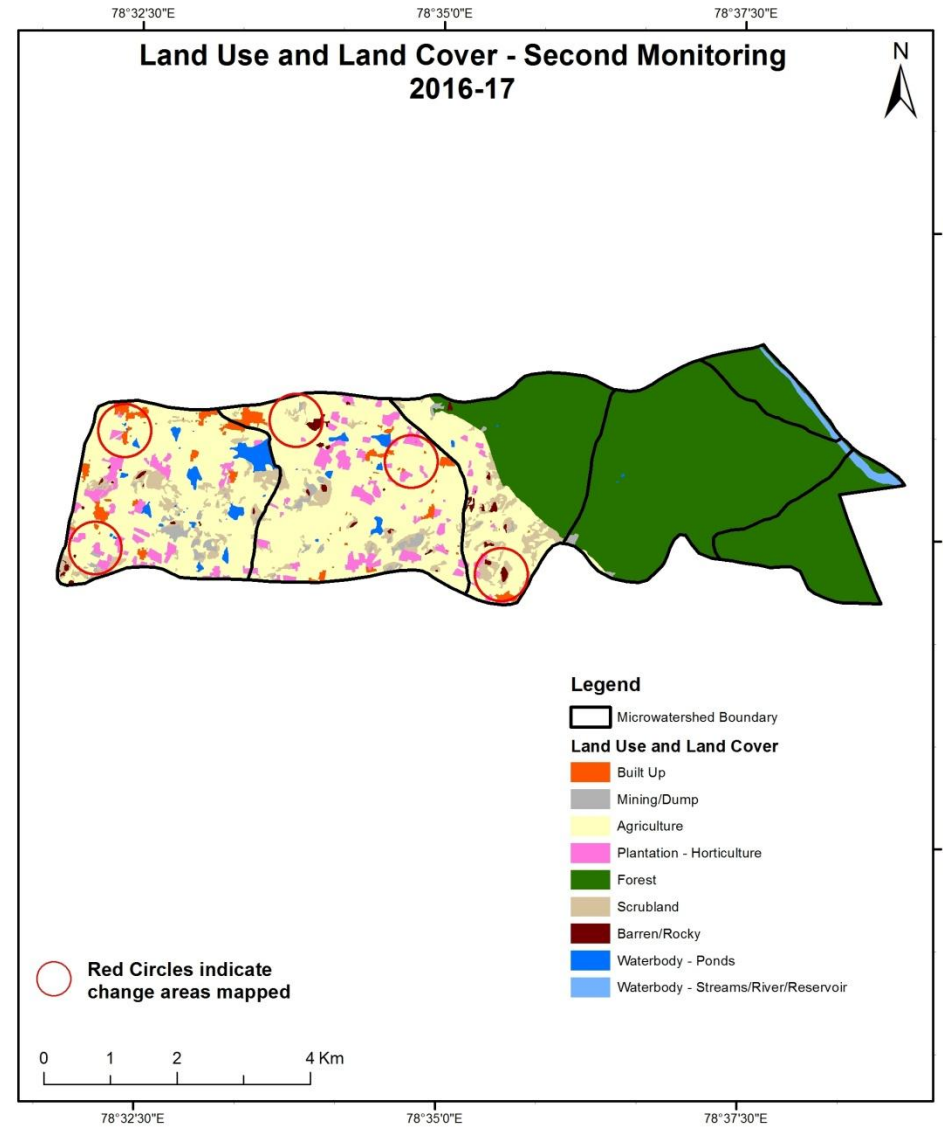 78°32'30"E 78°35'0"E 78°37'30"E
Land Use and Land Cover - Second Monitoring
2016-17
N
Legend
Microwatershed Boundary
Land Use and Land Cover
Built Up
Mining/Dump
Agriculture
Plantation - Horticulture
Forest
Scrubland
Barren/Rocky
Waterbody - Ponds
Waterbody - Streams/River/Reservoir
Red Circles indicate
change areas mapped
0 1 2 4 Km
78°32'30"E 78°35'0"E 78°37'30"E